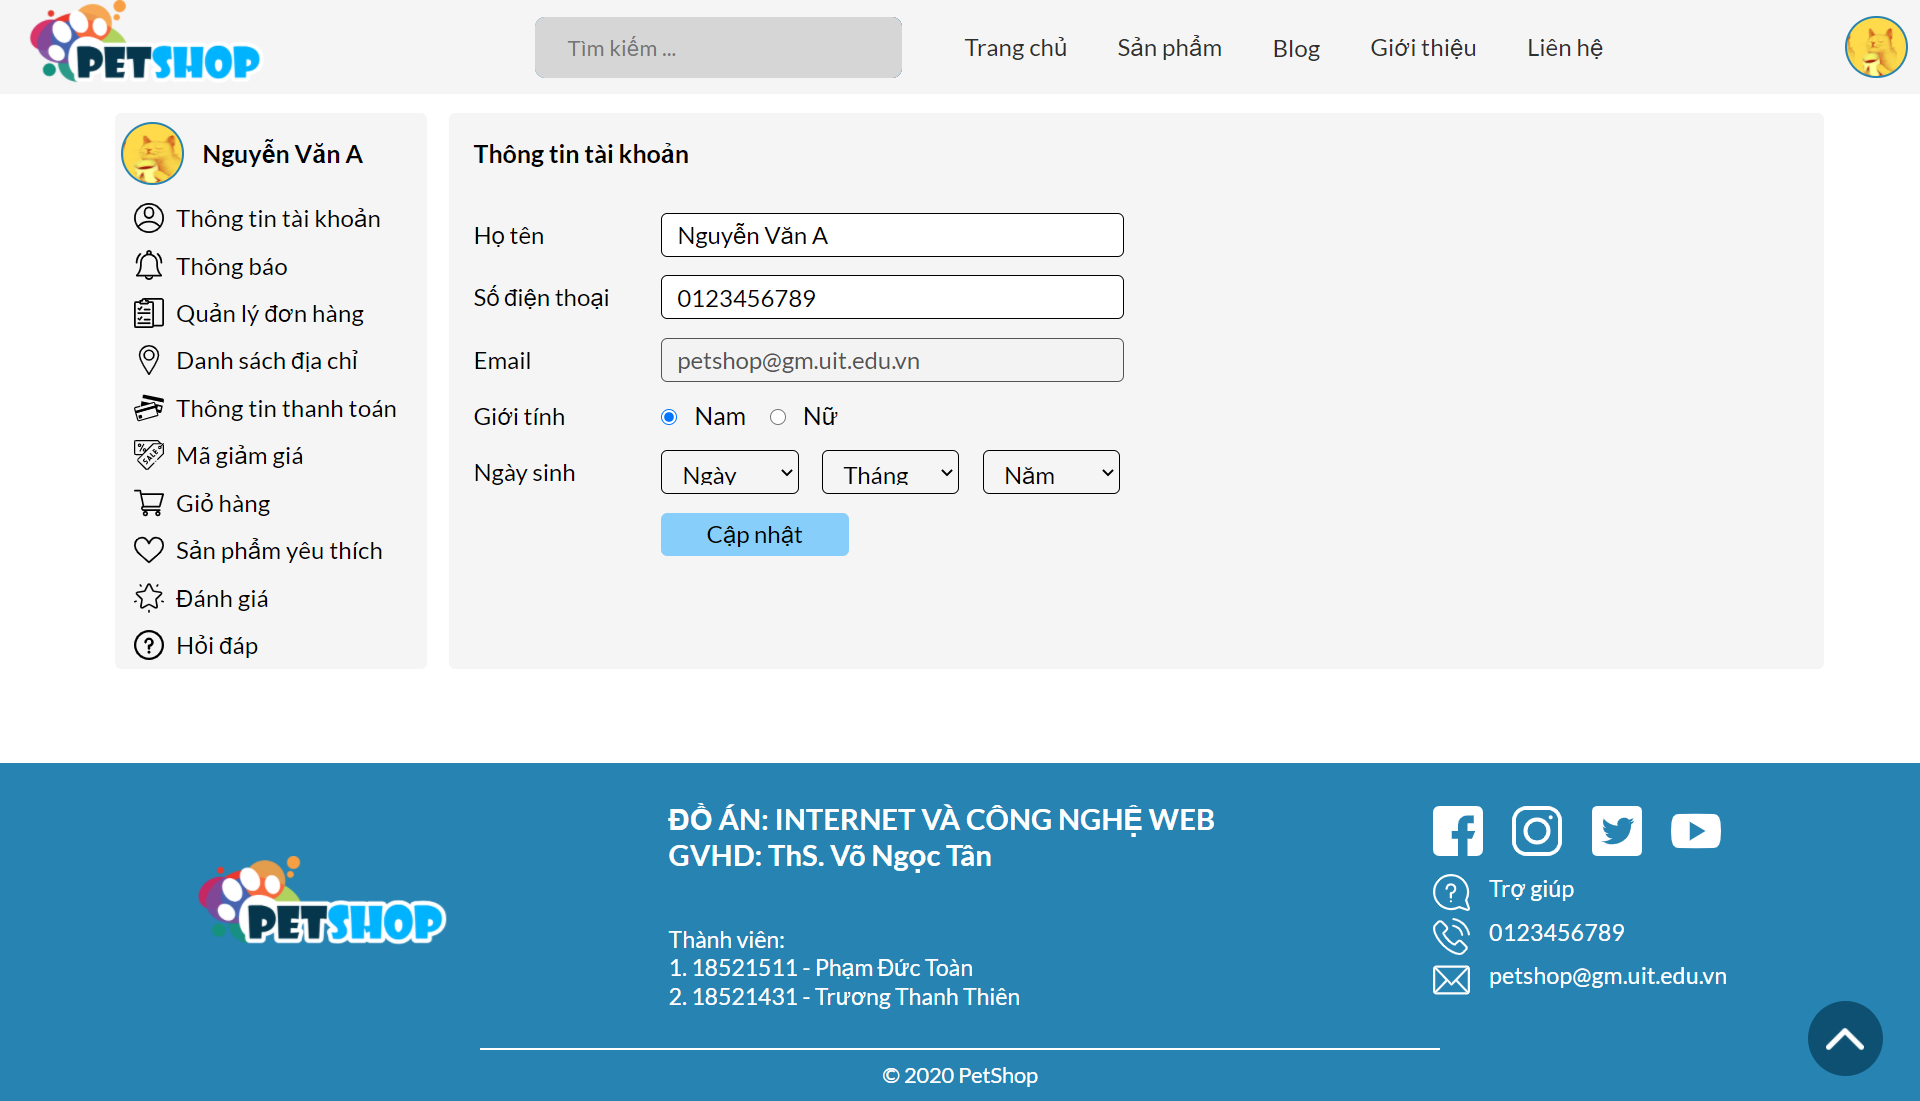 PETSHOP
Tìm kiếm ...
Trang chủ
Sản phẩm
Blog
Giới thiệu
Liên hệ
Nguyễn Văn A
Thông tin tài khoản
Thông báo
Quản lý đơn hàng
Danh sách địa chỉ
Thông tin thanh toán
Mã giảm giá
SALE
Giỏ hàng
Sản phẩm yêu thích
Đánh giá
Hỏi đáp
Thông tin tài khoản
Họ tên
Nguyễn Văn A
Số điện thoại
0123456789
Email
petshop@gm.uit.edu.vn
Giới tính
Nam
Nữ
Ngày sinh
Ngày
Tháng
Năm
Cập nhật
PETSHOP
ĐỒ ÁN: INTERNET VÀ CÔNG NGHỆ WEB
GVHD: ThS. Võ Ngọc Tân
Thành viên:
1. 18521511 - Phạm Đức Toàn
2. 18521431 - Trương Thanh Thiên
Trợ giúp
0123456789
petshop@gm.uit.edu.vn
© 2020 PetShop